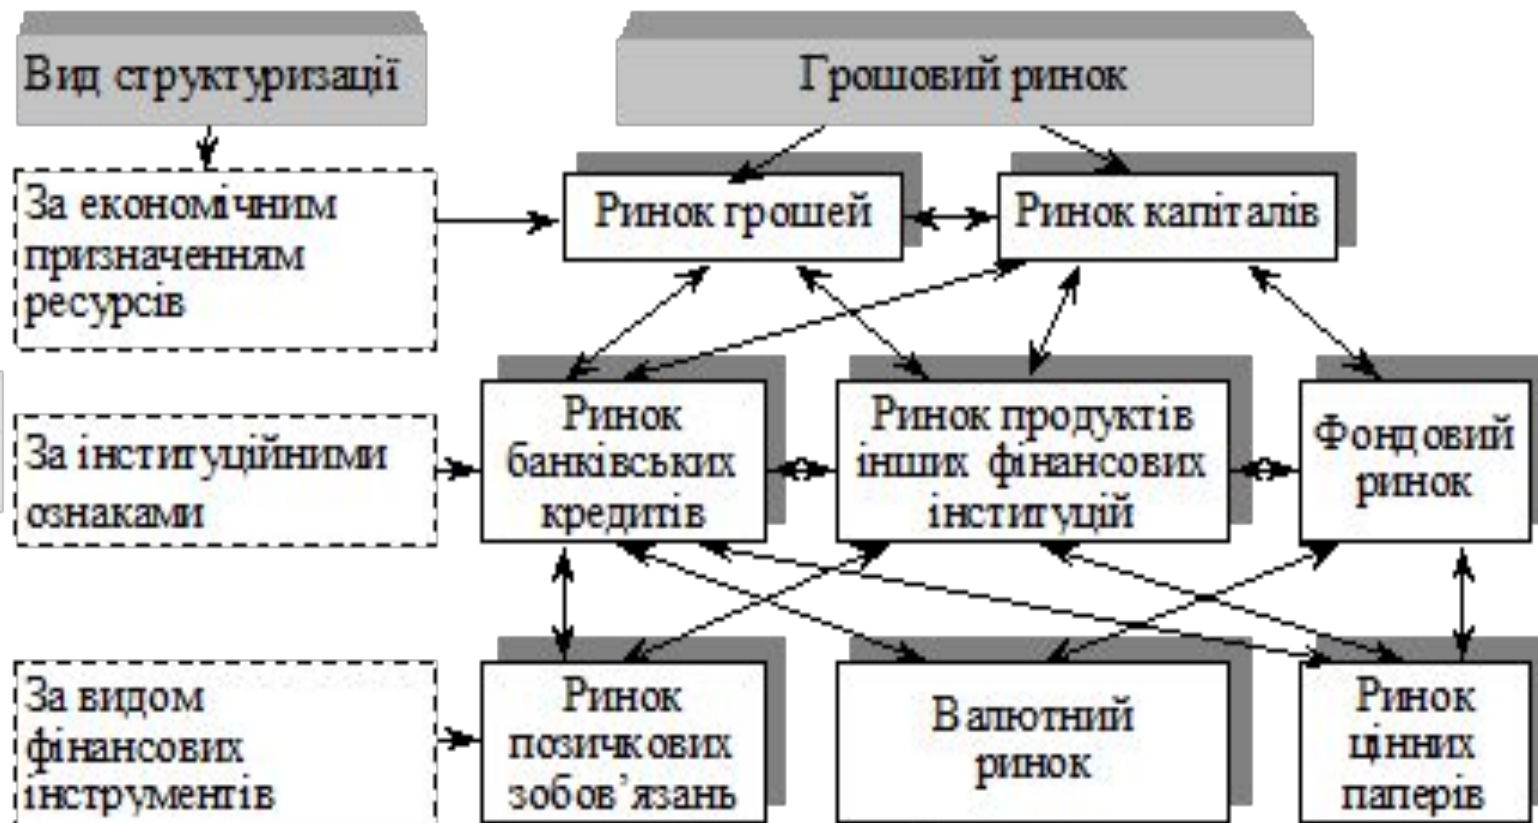 Вид структуризації
Грошовий ринок
За економічним
призначенням
ресурсів
Ринок грошей
Ринок капіталів
За інституційними
ознаками
Ринок
банківських
кредитів
Ринок продуктів
інших фінансових
інституцій
Фондовий
ринок
За видом
фінансових
інструментів
Ринок
позичкових
зобов’язань
Валютний
ринок
Ринок
цінних
паперів